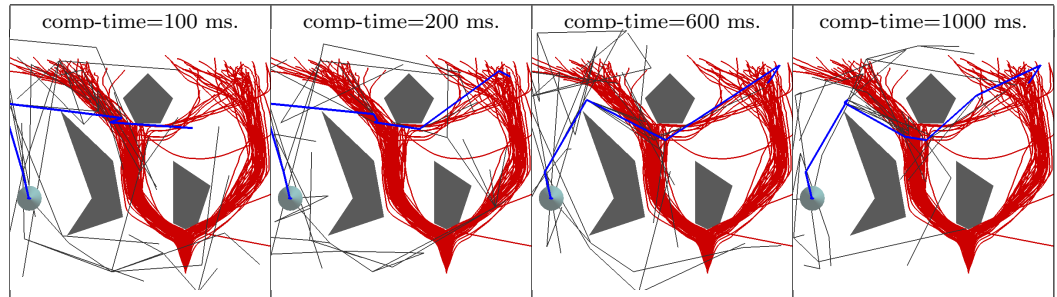 comp-time=100 ms.
comp-time=200 ms.
comp-time=600 ms.
comp-time=1000 ms.